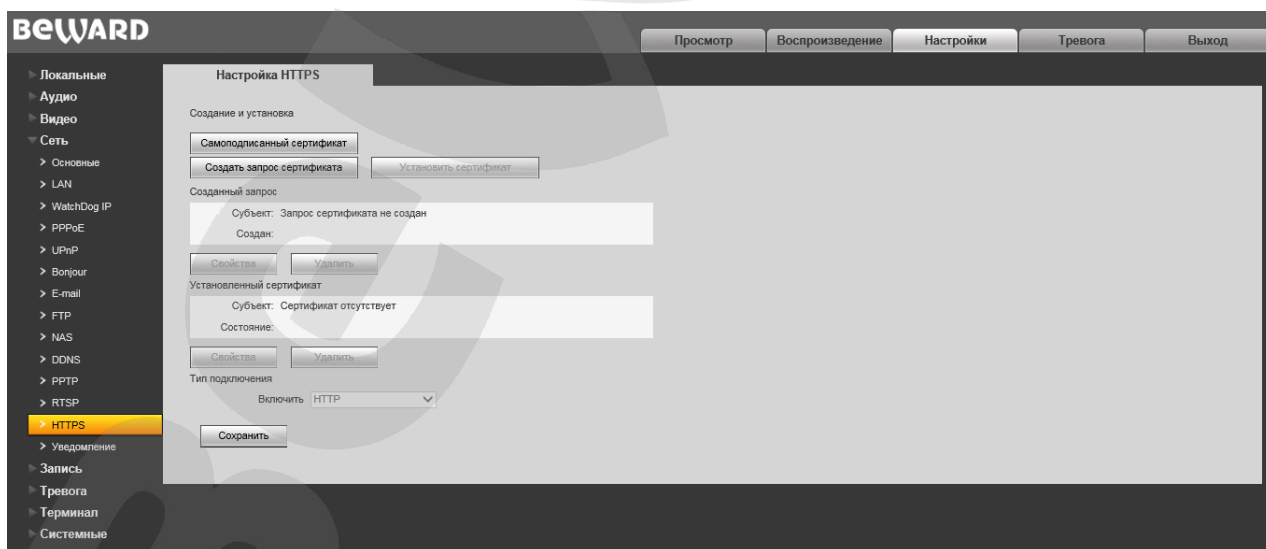 BEWARD
Просмотр
Воспроизведение
Настройки
Тревога
Выход
Локальные
Аудио
Видео
Сеть
Основные
LAN
WatchDog IP
PPPoE
UPnP
Bonjour
E-mail
FTP
NAS
DDNS
PPTP
RTSP
HTTPS
Уведомление
Запись
Тревога
Терминал
Системные
Настройка HTTPS
Создание и установка
Самоподписанный сертификат
Создать запрос сертификата
Установить сертификат
Созданный запрос
Субъект: Запрос сертификата не создан
Создан:
Свойства
Удалить
Установленный сертификат
Субъект: Сертификат отсутствует
Состояние:
Свойства
Удалить
Тип подключения
Включить HTTP
Сохранить